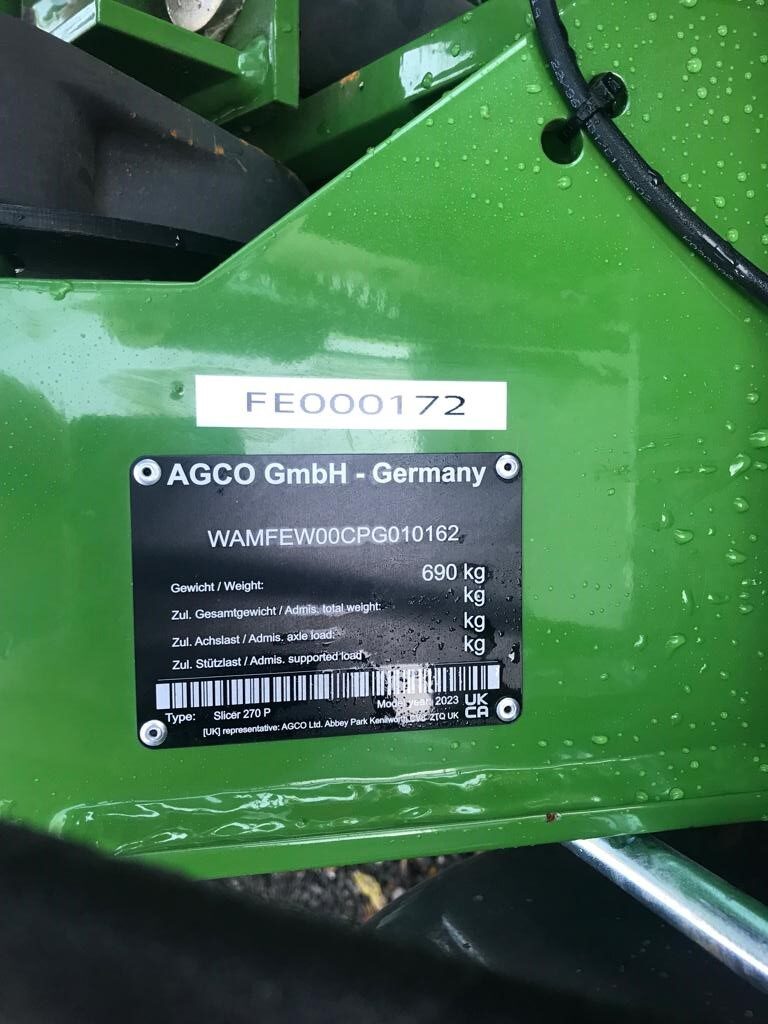 FE000172
AGCO GmbH - Germany
WAMFEW00CPG010162
Gewicht / Weight: 690 kg
Zul. Gesamtgewicht / Admis. total weight: kg
Zul. Achslast / Admis. axle load: kg
Zul. Stützlast / Admis. supported load kg
Type: Slicer 270 P Model year: 2023 UK CA
[UK] representative: AGCO Ltd. Abbey Park Kenilworth UK